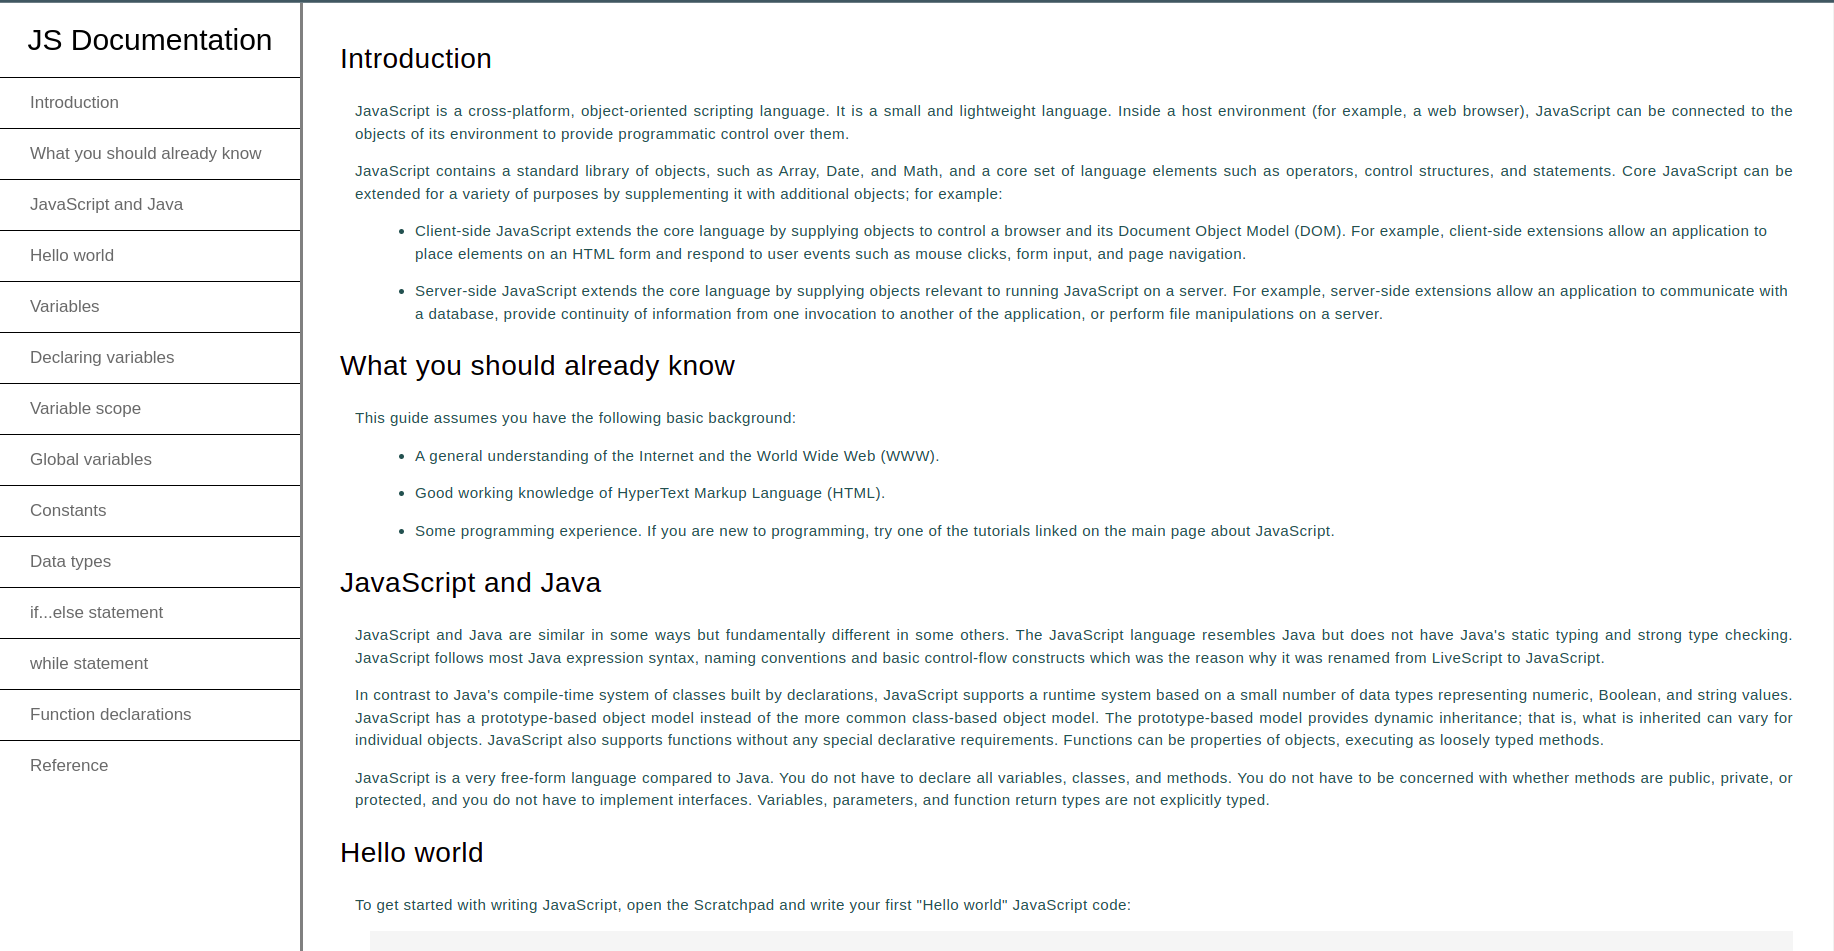 JS Documentation
Introduction
What you should already know
JavaScript and Java
Hello world
Variables
Declaring variables
Variable scope
Global variables
Constants
Data types
if...else statement
while statement
Function declarations
Reference
Introduction
JavaScript is a cross-platform, object-oriented scripting language. It is a small and lightweight language. Inside a host environment (for example, a web browser), JavaScript can be connected to the
objects of its environment to provide programmatic control over them.
JavaScript contains a standard library of objects, such as Array, Date, and Math, and a core set of language elements such as operators, control structures, and statements. Core JavaScript can be
extended for a variety of purposes by supplementing it with additional objects; for example:
• Client-side JavaScript extends the core language by supplying objects to control a browser and its Document Object Model (DOM). For example, client-side extensions allow an application to
place elements on an HTML form and respond to user events such as mouse clicks, form input, and page navigation.
• Server-side JavaScript extends the core language by supplying objects relevant to running JavaScript on a server. For example, server-side extensions allow an application to communicate with
a database, provide continuity of information from one invocation to another of the application, or perform file manipulations on a server.
What you should already know
This guide assumes you have the following basic background:
• A general understanding of the Internet and the World Wide Web (WWW).
• Good working knowledge of HyperText Markup Language (HTML).
• Some programming experience. If you are new to programming, try one of the tutorials linked on the main page about JavaScript.
JavaScript and Java
JavaScript and Java are similar in some ways but fundamentally different in some others. The JavaScript language resembles Java but does not have Java's static typing and strong type checking.
JavaScript follows most Java expression syntax, naming conventions and basic control-flow constructs which was the reason why it was renamed from LiveScript to JavaScript.
In contrast to Java's compile-time system of classes built by declarations, JavaScript supports a runtime system based on a small number of data types representing numeric, Boolean, and string values.
JavaScript has a prototype-based object model instead of the more common class-based object model. The prototype-based model provides dynamic inheritance; that is, what is inherited can vary for
individual objects. JavaScript also supports functions without any special declarative requirements. Functions can be properties of objects, executing as loosely typed methods.
JavaScript is a very free-form language compared to Java. You do not have to declare all variables, classes, and methods. You do not have to be concerned with whether methods are public, private, or
protected, and you do not have to implement interfaces. Variables, parameters, and function return types are not explicitly typed.
Hello world
To get started with writing JavaScript, open the Scratchpad and write your first "Hello world" JavaScript code: